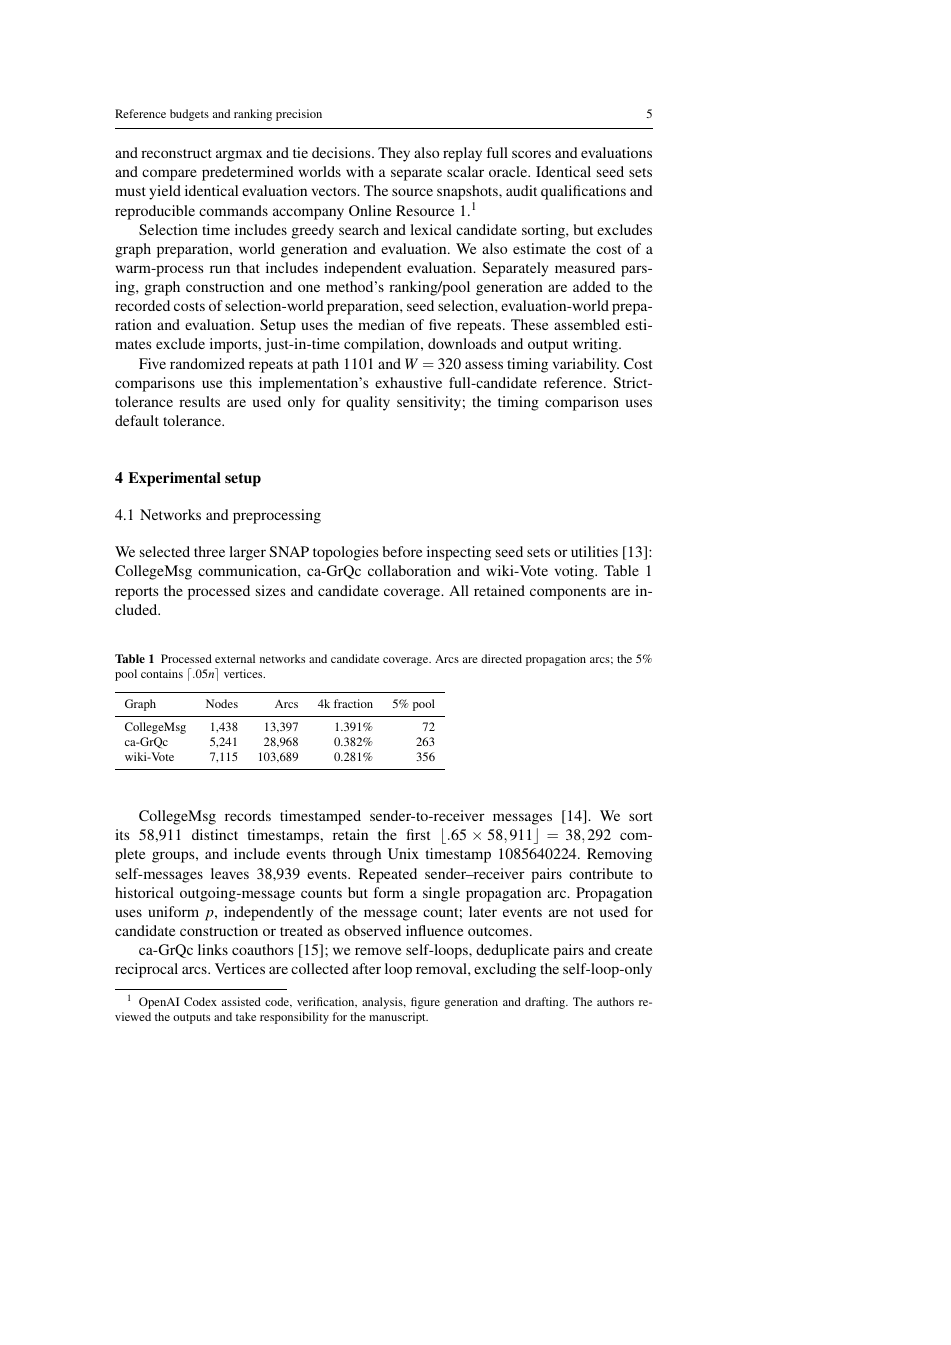 Reference budgets and ranking precision 5
and reconstruct argmax and tie decisions. They also replay full scores and evaluations
and compare predetermined worlds with a separate scalar oracle. Identical seed sets
must yield identical evaluation vectors. The source snapshots, audit qualifications and
reproducible commands accompany Online Resource 1.¹
Selection time includes greedy search and lexical candidate sorting, but excludes
graph preparation, world generation and evaluation. We also estimate the cost of a
warm-process run that includes independent evaluation. Separately measured pars-
ing, graph construction and one method's ranking/pool generation are added to the
recorded costs of selection-world preparation, seed selection, evaluation-world prepa-
ration and evaluation. Setup uses the median of five repeats. These assembled esti-
mates exclude imports, just-in-time compilation, downloads and output writing.
Five randomized repeats at path 1101 and W = 320 assess timing variability. Cost
comparisons use this implementation's exhaustive full-candidate reference. Strict-
tolerance results are used only for quality sensitivity; the timing comparison uses
default tolerance.
4 Experimental setup
4.1 Networks and preprocessing
We selected three larger SNAP topologies before inspecting seed sets or utilities [13]:
CollegeMsg communication, ca-GrQc collaboration and wiki-Vote voting. Table 1
reports the processed sizes and candidate coverage. All retained components are in-
cluded.
Table 1 Processed external networks and candidate coverage. Arcs are directed propagation arcs; the 5%
pool contains ⌈.05n⌉ vertices.
Graph Nodes Arcs 4k fraction 5% pool
CollegeMsg 1,438 13,397 1.391% 72
ca-GrQc 5,241 28,968 0.382% 263
wiki-Vote 7,115 103,689 0.281% 356
CollegeMsg records timestamped sender-to-receiver messages [14]. We sort
its 58,911 distinct timestamps, retain the first ⌊.65 × 58,911⌋ = 38,292 com-
plete groups, and include events through Unix timestamp 1085640224. Removing
self-messages leaves 38,939 events. Repeated sender–receiver pairs contribute to
historical outgoing-message counts but form a single propagation arc. Propagation
uses uniform p, independently of the message count; later events are not used for
candidate construction or treated as observed influence outcomes.
ca-GrQc links coauthors [15]; we remove self-loops, deduplicate pairs and create
reciprocal arcs. Vertices are collected after loop removal, excluding the self-loop-only
¹ OpenAI Codex assisted code, verification, analysis, figure generation and drafting. The authors re-
viewed the outputs and take responsibility for the manuscript.